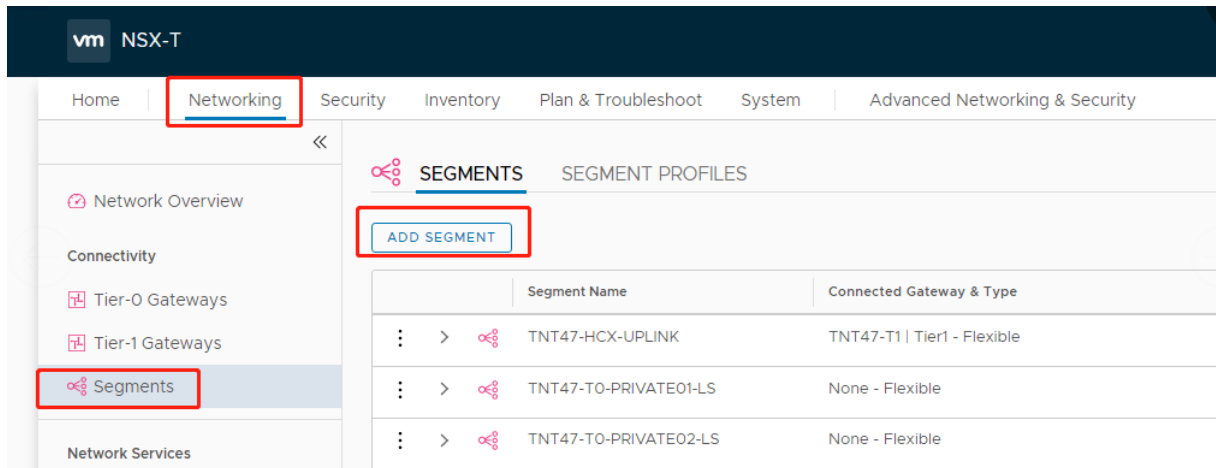 vm NSX-T
Home Networking Security Inventory Plan & Troubleshoot System Advanced Networking & Security
SEGMENTS SEGMENT PROFILES
Network Overview
ADD SEGMENT
Connectivity
Segment Name Connected Gateway & Type
Tier-0 Gateways
TNT47-HCX-UPLINK TNT47-T1 | Tier1 - Flexible
Tier-1 Gateways
Segments
TNT47-T0-PRIVATE01-LS None - Flexible
TNT47-T0-PRIVATE02-LS None - Flexible
Network Services